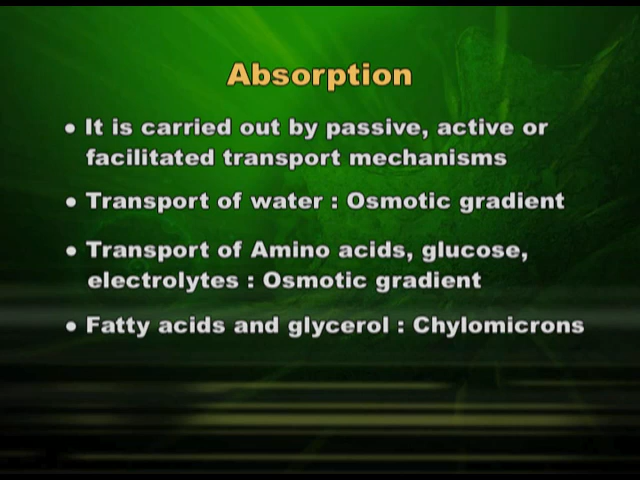 Absorption
• It is carried out by passive, active or
facilitated transport mechanisms
• Transport of water : Osmotic gradient
• Transport of Amino acids, glucose,
electrolytes : Osmotic gradient
• Fatty acids and glycerol : Chylomicrons